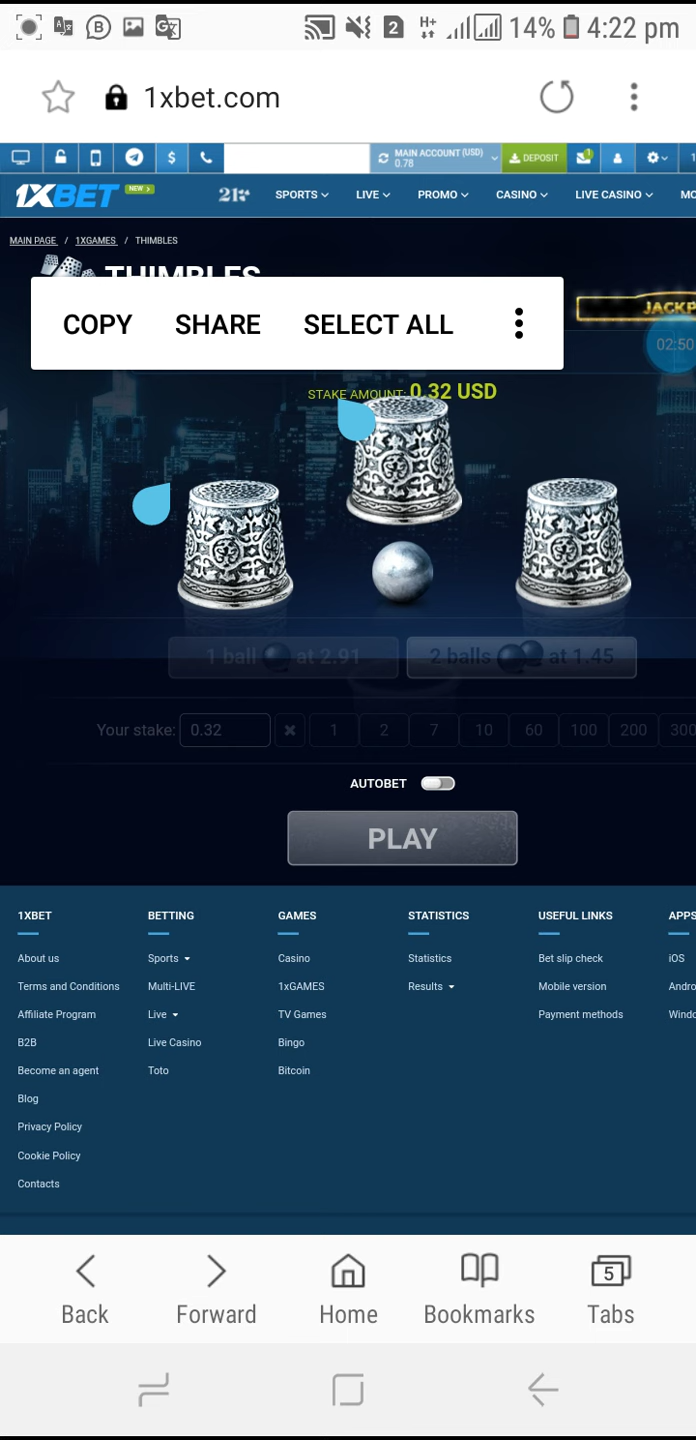 2 H+ 14% 4:22 pm
1xbet.com
MAIN ACCOUNT (USD)
0.78
DEPOSIT
1
1XBET NEW > 21 SPORTS LIVE PROMO CASINO LIVE CASINO
MAIN PAGE / 1XGAMES / THIMBLES
THIMBLES
COPY SHARE SELECT ALL
JACKP
02:50
STAKE AMOUNT: 0.32 USD
1 ball at 2.91 2 balls at 1.45
Your stake: 0.32 1 2 7 10 60 100 200 300
AUTOBET
PLAY
1XBET BETTING GAMES STATISTICS USEFUL LINKS APPS
About us Sports Casino Statistics Bet slip check iOS
Terms and Conditions Multi-LIVE 1xGAMES Results Mobile version Andro
Affiliate Program Live TV Games Payment methods Windo
B2B Live Casino Bingo
Become an agent Toto Bitcoin
Blog
Privacy Policy
Cookie Policy
Contacts
5
Back Forward Home Bookmarks Tabs